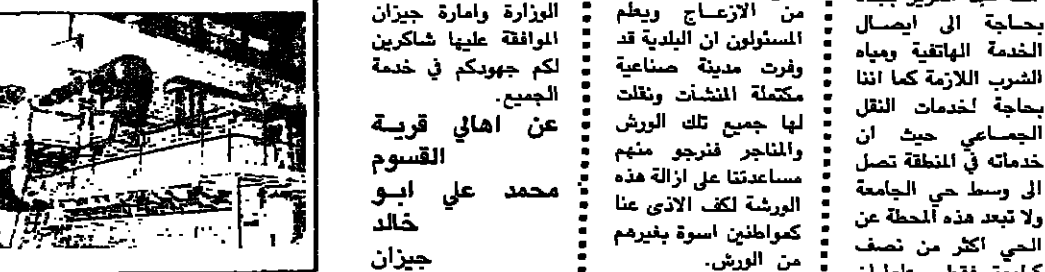 بحاجة الى ايصال
الخدمة الهاتفية ومياه
الشرب اللازمة كما اننا
بحاجة لخدمات النقل
الجماعي حيث ان
خدماته في المنطقة تصل
الى وسط حي الجامعة
ولا تبعد هذه المحطة عن
الحي اكثر من نصف
من الازعاج ويعلم
المسئولون ان البلدية قد
وفرت مدينة صناعية
مكتملة المنشآت ونقلت
لها جميع تلك الورش
والمتاجر فنرجو منهم
مساعدتنا على ازالة هذه
الورشة لكف الاذى عنا
كمواطنين اسوة بغيرهم
من الورش.
الوزارة وامارة جيزان
الموافقة عليها شاكرين
لكم جهودكم في خدمة
الجميع.
عن اهالي قرية
القسوم
محمد علي ابو
خالد
جيزان